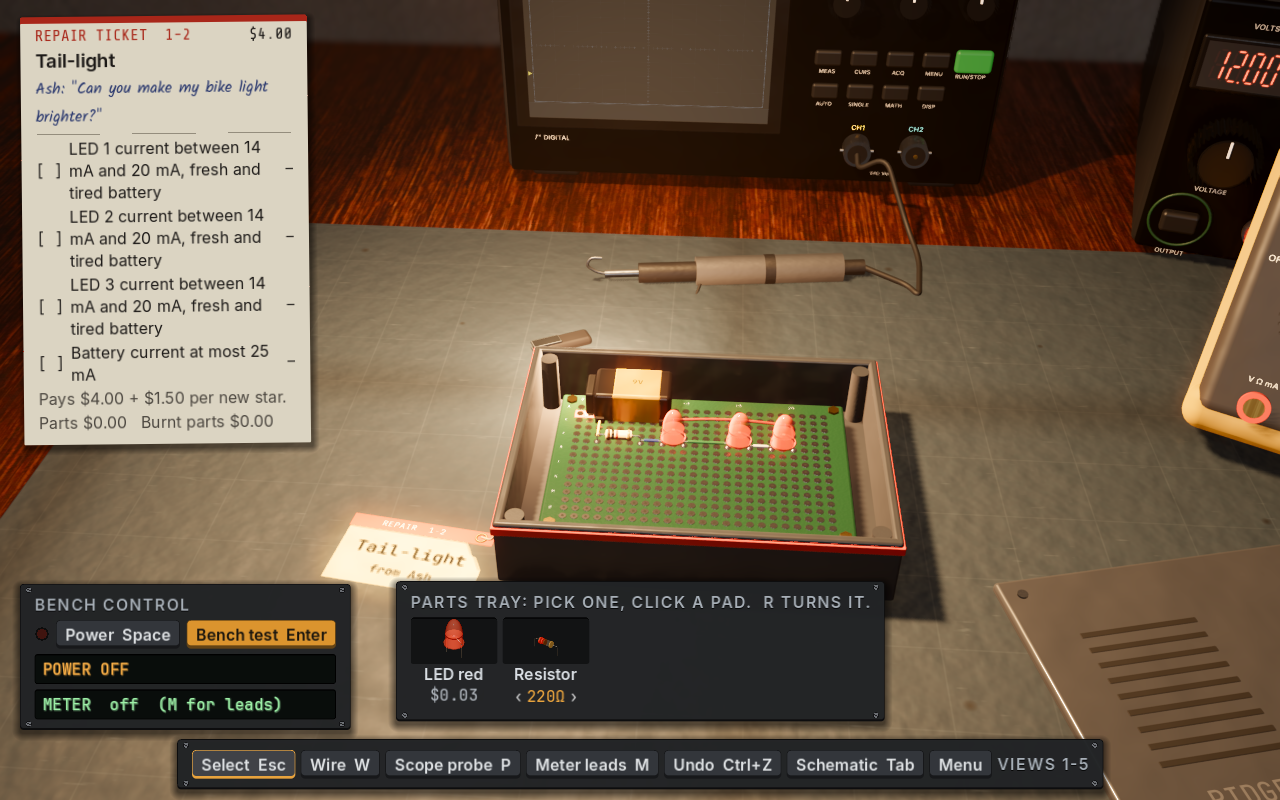 REPAIR TICKET 1-2 $4.00
Tail-light
Ash: "Can you make my bike light
brighter?"
[ ] LED 1 current between 14
mA and 20 mA, fresh and
tired battery –
[ ] LED 2 current between 14
mA and 20 mA, fresh and
tired battery –
[ ] LED 3 current between 14
mA and 20 mA, fresh and
tired battery –
[ ] Battery current at most 25
mA –
Pays $4.00 + $1.50 per new star.
Parts $0.00 Burnt parts $0.00
MEAS CURS ACQ MENU RUN/STOP
AUTO SINGLE MATH DISP
7" DIGITAL
CH1 CH2
VOLTS
12.00
VOLTAGE
OUTPUT
V Ω mA
9V
REPAIR 1-2
Tail-light
from Ash
BENCH CONTROL
Power Space
Bench test Enter
POWER OFF
METER off (M for leads)
PARTS TRAY: PICK ONE, CLICK A PAD. R TURNS IT.
LED red
$0.03
Resistor
‹ 220Ω ›
Select Esc
Wire W
Scope probe P
Meter leads M
Undo Ctrl+Z
Schematic Tab
Menu
VIEWS 1-5